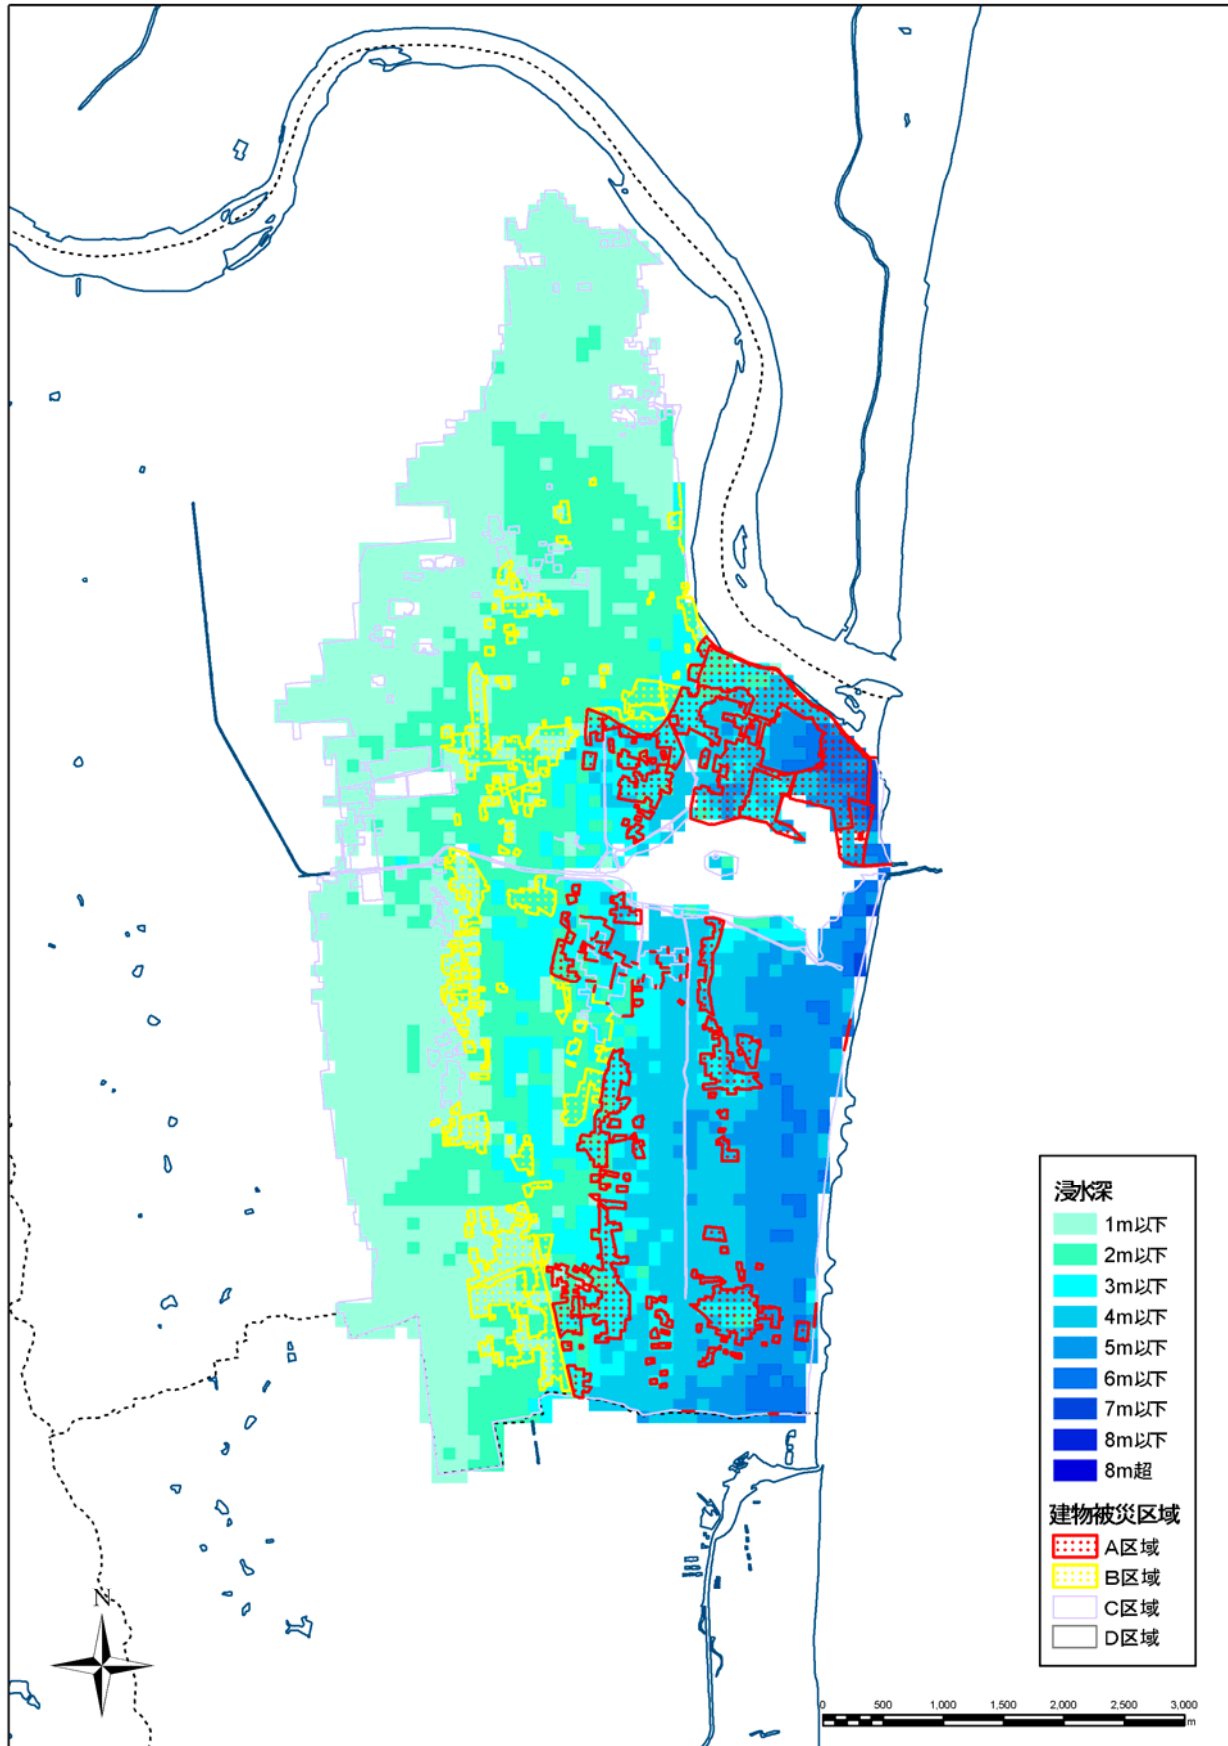 浸水深
1m以下
2m以下
3m以下
4m以下
5m以下
6m以下
7m以下
8m以下
8m超
建物被災区域
A区域
B区域
C区域
D区域
N
0 500 1,000 1,500 2,000 2,500 3,000
m